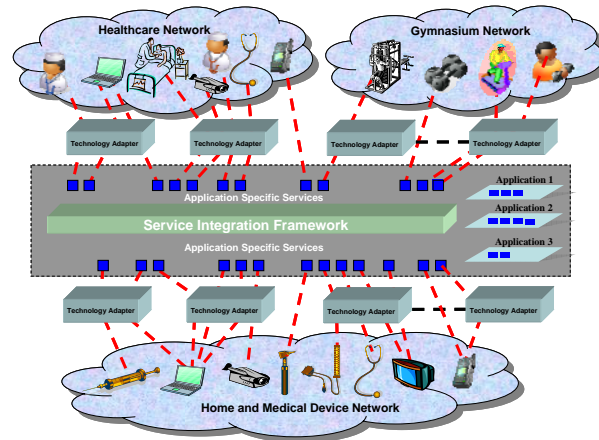 Healthcare Network
Gymnasium Network
Technology Adapter
Technology Adapter
Technology Adapter
Technology Adapter
Application Specific Services
Application 1
Service Integration Framework
Application 2
Application Specific Services
Application 3
Technology Adapter
Technology Adapter
Technology Adapter
Technology Adapter
Home and Medical Device Network